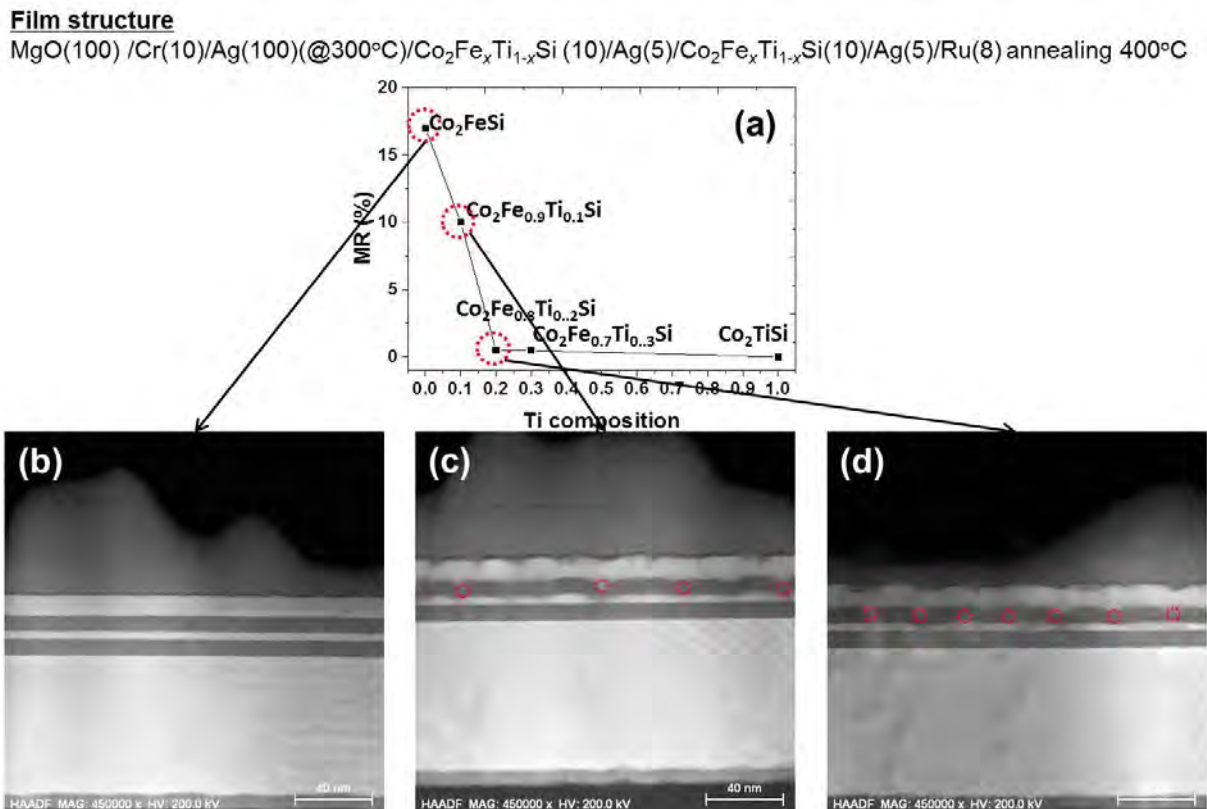 Film structure
MgO(100) /Cr(10)/Ag(100)(@300°C)/Co₂FeₓTi₁₋ₓSi (10)/Ag(5)/Co₂FeₓTi₁₋ₓSi(10)/Ag(5)/Ru(8) annealing 400°C
(a)
20
15
10
5
0
MR (%)
Co₂FeSi
Co₂Fe₀.₉Ti₀.₁Si
Co₂Fe₀.₈Ti₀..₂Si
Co₂Fe₀.₇Ti₀..₃Si
Co₂TiSi
0.0 0.1 0.2 0.3 0.4 0.5 0.6 0.7 0.8 0.9 1.0
Ti composition
(b)
(c)
(d)
40 nm
HAADF MAG: 450000 x HV: 200.0 kV
40 nm
HAADF MAG: 450000 x HV: 200.0 kV
HAADF MAG: 450000 x HV: 200.0 kV